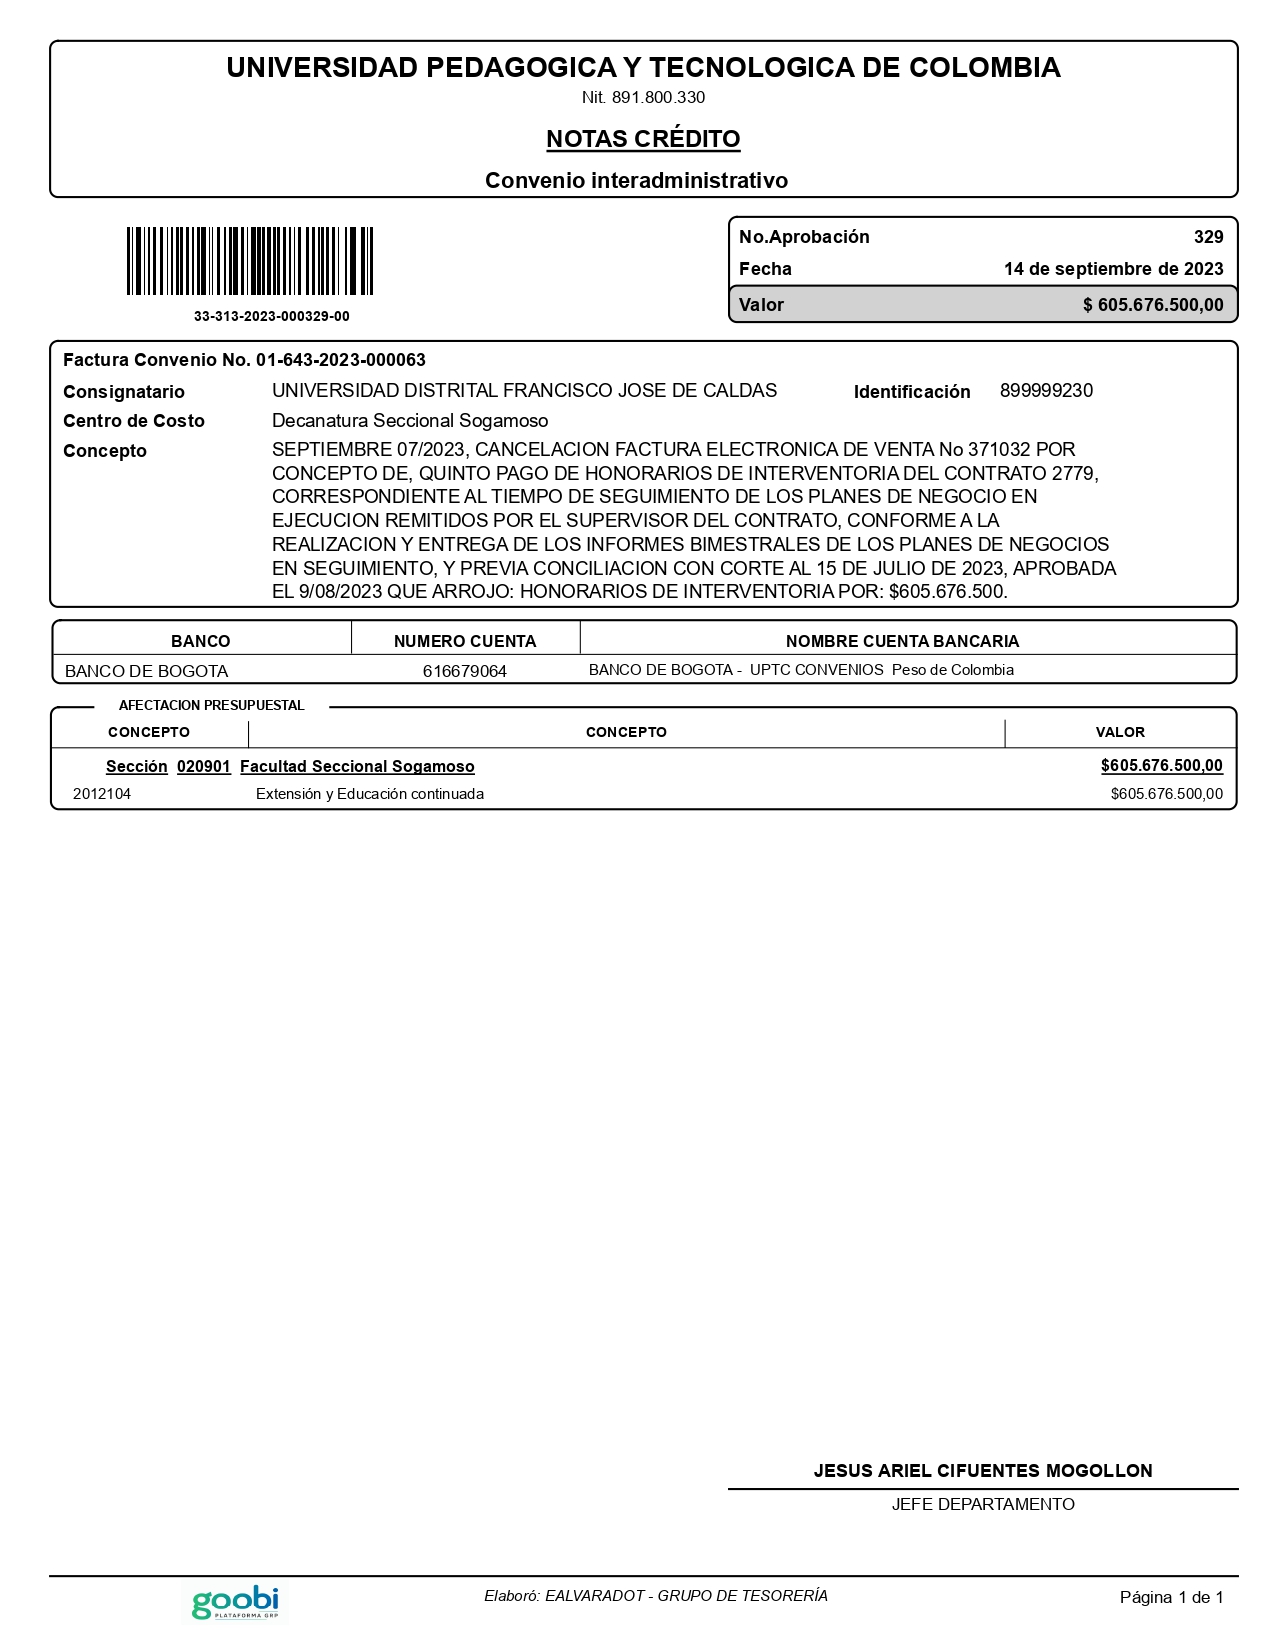 UNIVERSIDAD PEDAGOGICA Y TECNOLOGICA DE COLOMBIA
Nit. 891.800.330
NOTAS CRÉDITO
Convenio interadministrativo
33-313-2023-000329-00
No.Aprobación 329
Fecha 14 de septiembre de 2023
Valor $ 605.676.500,00
Factura Convenio No. 01-643-2023-000063
Consignatario UNIVERSIDAD DISTRITAL FRANCISCO JOSE DE CALDAS Identificación 899999230
Centro de Costo Decanatura Seccional Sogamoso
Concepto SEPTIEMBRE 07/2023, CANCELACION FACTURA ELECTRONICA DE VENTA No 371032 POR
CONCEPTO DE, QUINTO PAGO DE HONORARIOS DE INTERVENTORIA DEL CONTRATO 2779,
CORRESPONDIENTE AL TIEMPO DE SEGUIMIENTO DE LOS PLANES DE NEGOCIO EN
EJECUCION REMITIDOS POR EL SUPERVISOR DEL CONTRATO, CONFORME A LA
REALIZACION Y ENTREGA DE LOS INFORMES BIMESTRALES DE LOS PLANES DE NEGOCIOS
EN SEGUIMIENTO, Y PREVIA CONCILIACION CON CORTE AL 15 DE JULIO DE 2023, APROBADA
EL 9/08/2023 QUE ARROJO: HONORARIOS DE INTERVENTORIA POR: $605.676.500.
BANCO NUMERO CUENTA NOMBRE CUENTA BANCARIA
BANCO DE BOGOTA 616679064 BANCO DE BOGOTA - UPTC CONVENIOS Peso de Colombia
AFECTACION PRESUPUESTAL
CONCEPTO CONCEPTO VALOR
Sección 020901 Facultad Seccional Sogamoso $605.676.500,00
2012104 Extensión y Educación continuada $605.676.500,00
JESUS ARIEL CIFUENTES MOGOLLON
JEFE DEPARTAMENTO
goobi
PLATAFORMA GRP
Elaboró: EALVARADOT - GRUPO DE TESORERÍA
Página 1 de 1